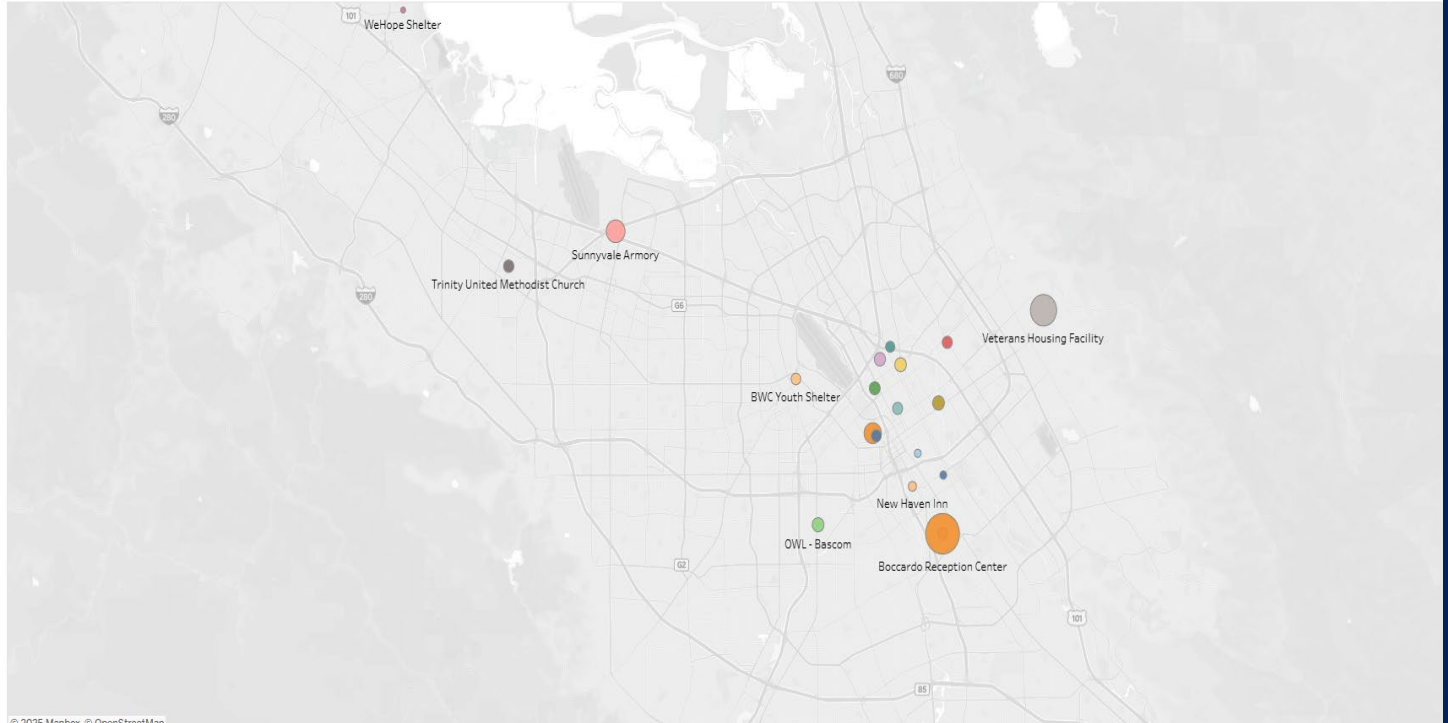 101
WeHope Shelter
680
280
Sunnyvale Armory
Trinity United Methodist Church
280
G6
Veterans Housing Facility
BWC Youth Shelter
New Haven Inn
OWL - Bascom
Boccardo Reception Center
G2
101
85
© 2025 Mapbox © OpenStreetMap